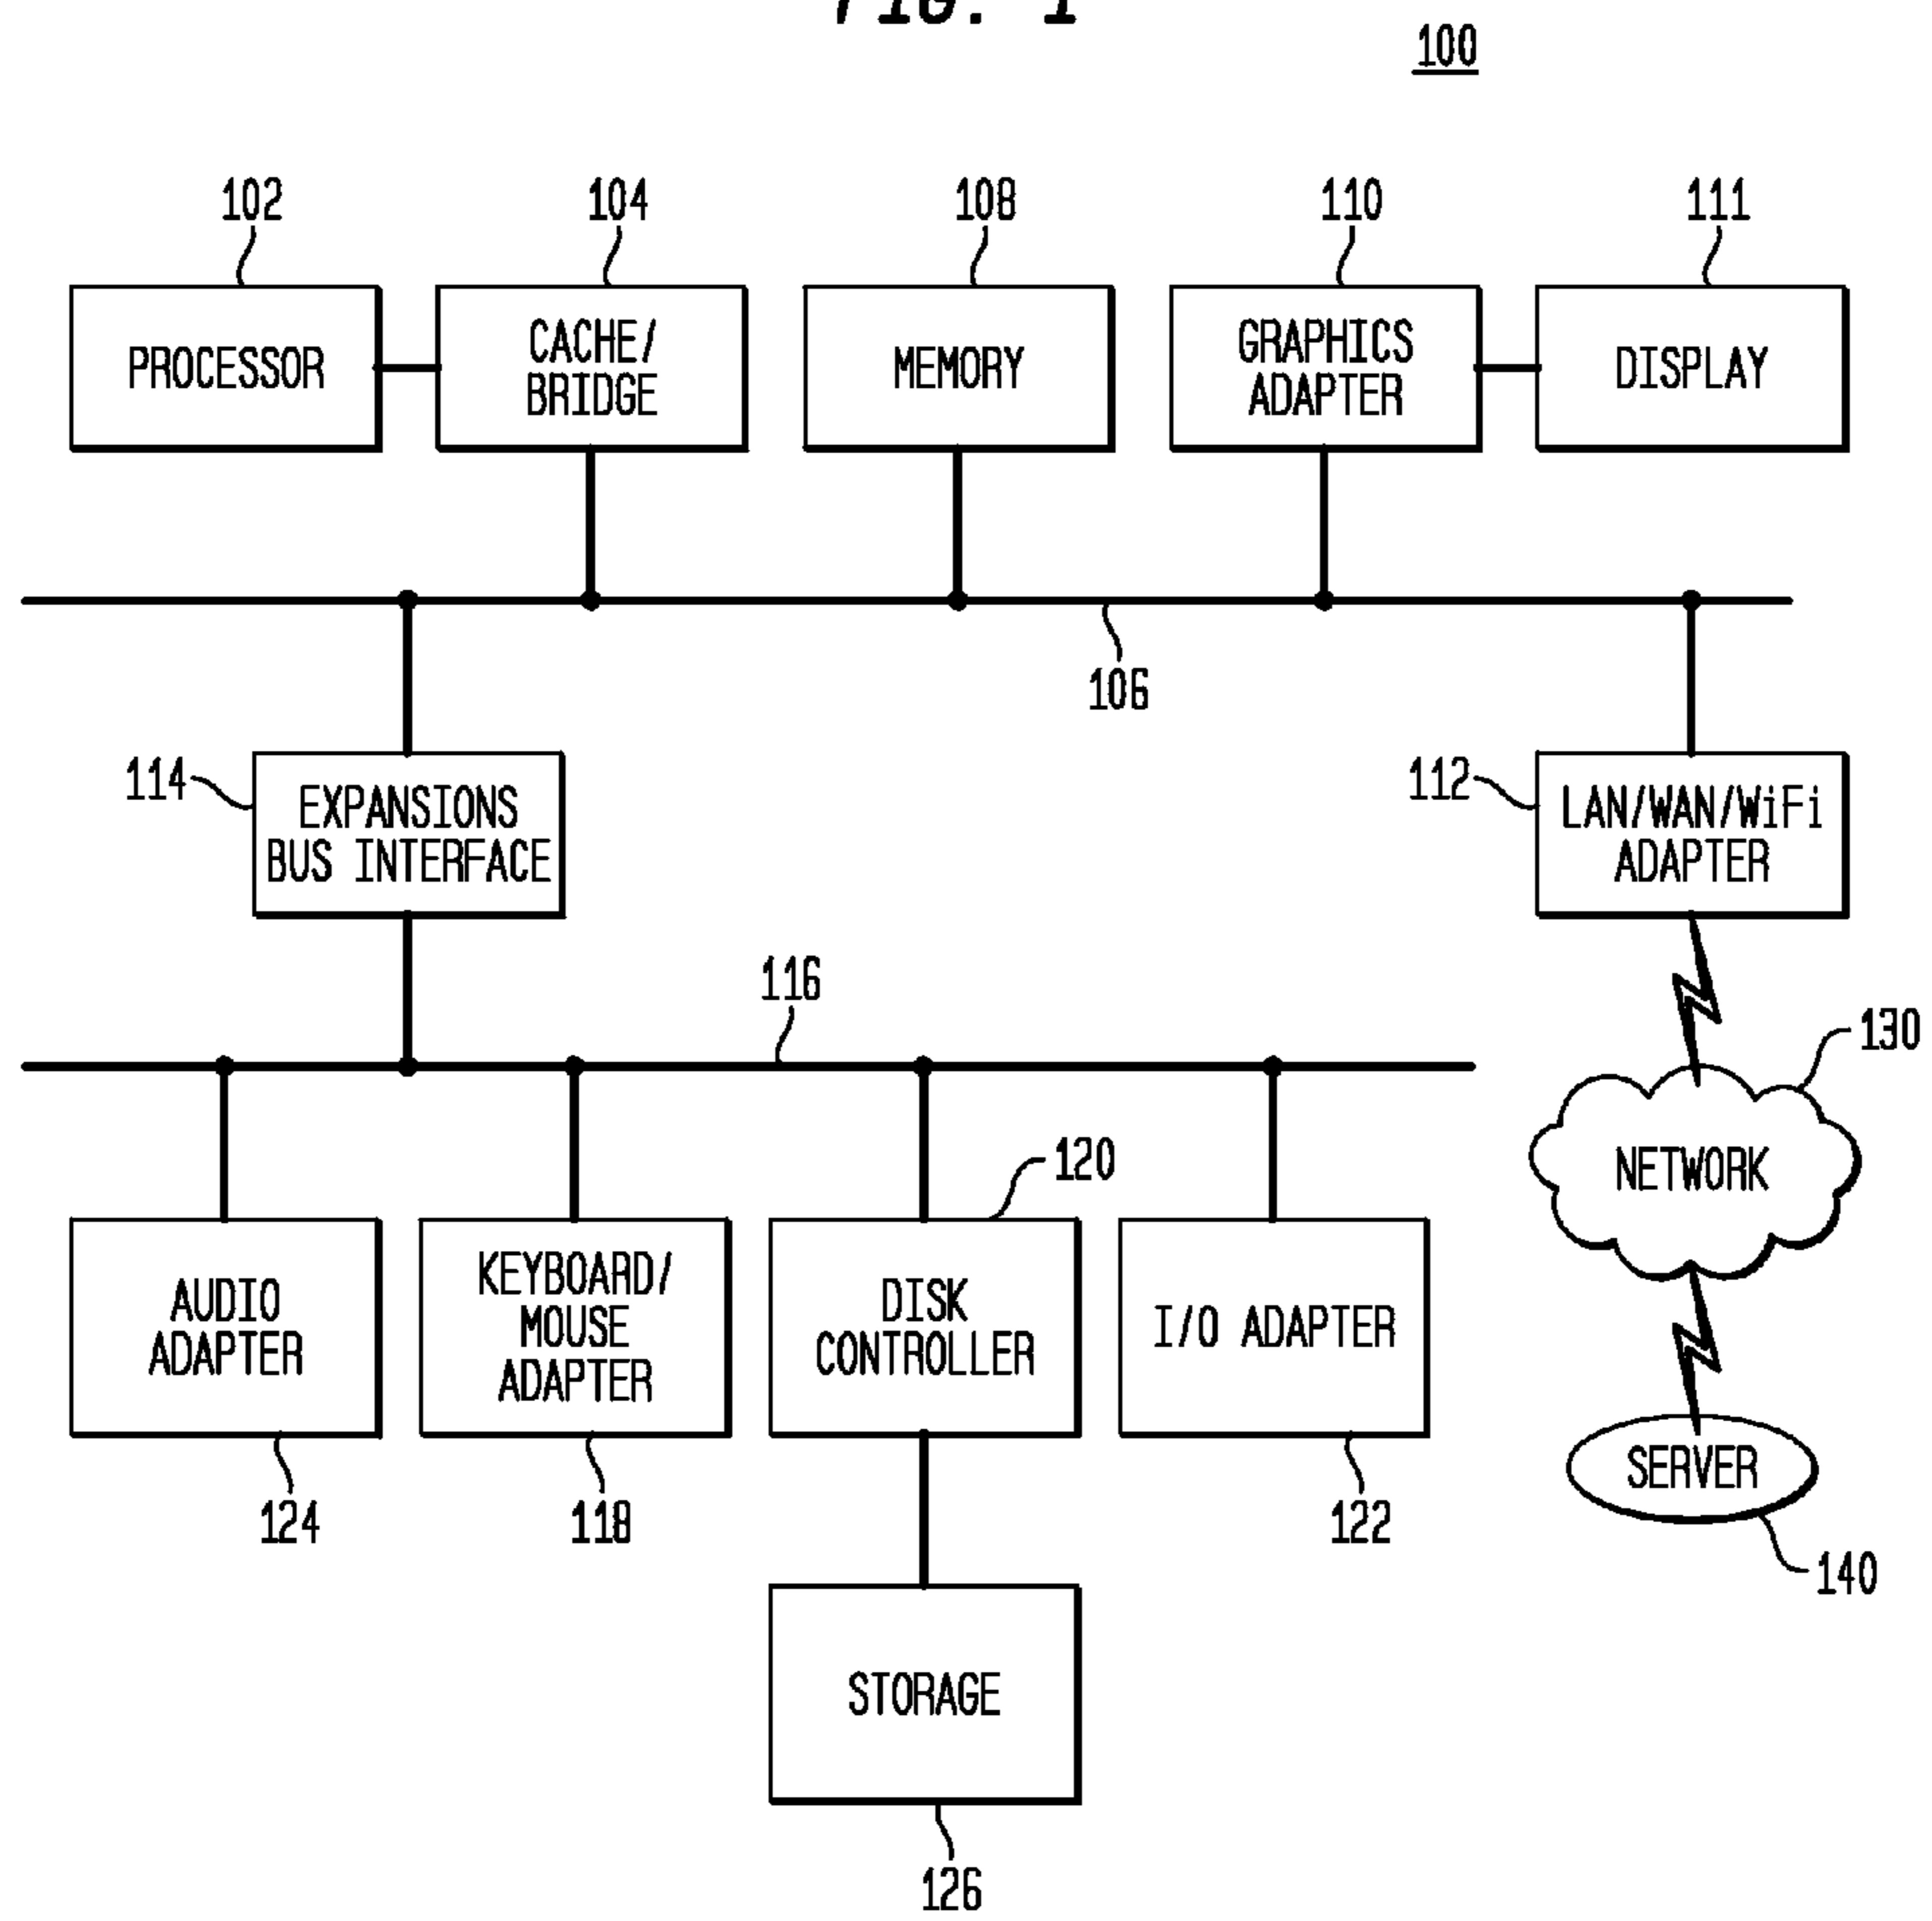 FIG. 1
100
102
104
108
110
111
PROCESSOR
CACHE/
BRIDGE
MEMORY
GRAPHICS
ADAPTER
DISPLAY
106
114
EXPANSIONS
BUS INTERFACE
112
LAN/WAN/WiFi
ADAPTER
116
130
NETWORK
120
AUDIO
ADAPTER
KEYBOARD/
MOUSE
ADAPTER
DISK
CONTROLLER
I/O ADAPTER
SERVER
124
118
122
140
STORAGE
126